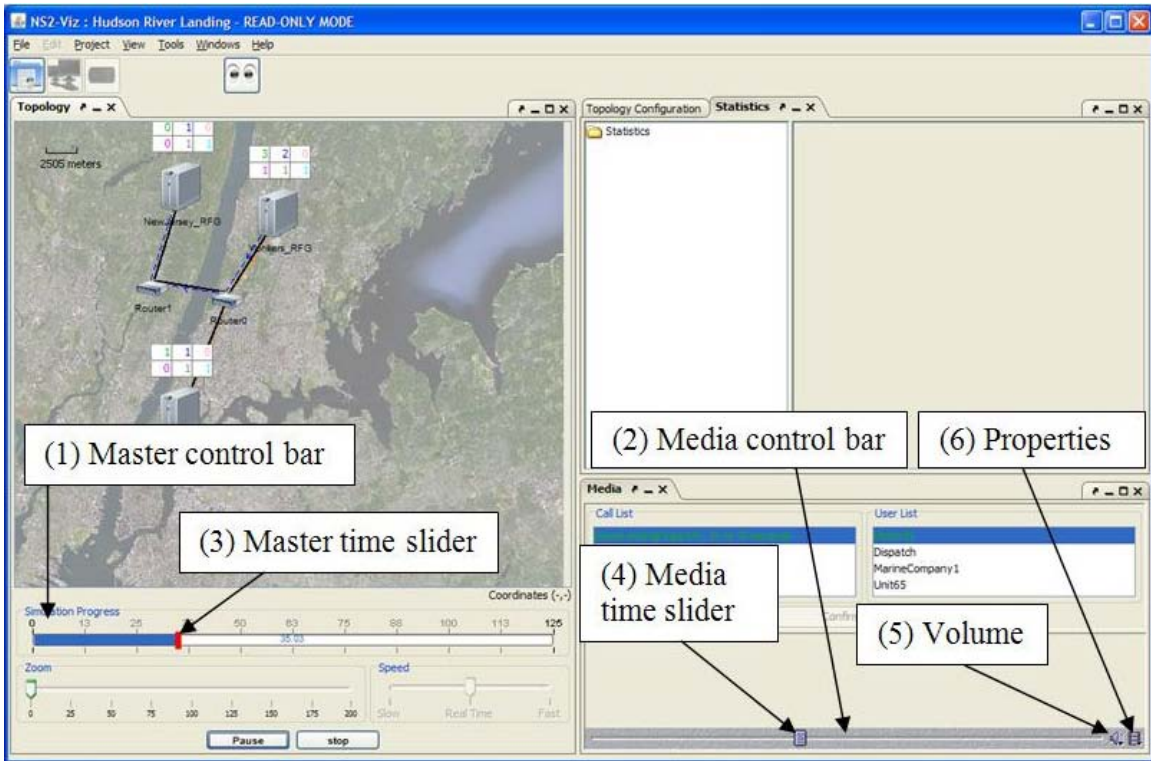 NS2-Viz : Hudson River Landing - READ-ONLY MODE
File Edit Project View Tools Windows Help
Topology
2505 meters
0 1 0
0 1 1
3 2 0
1 1 1
NewJersey_RFG
Yonkers_RFG
Router1
Router0
1 1 0
0 1 1
(1) Master control bar
(3) Master time slider
Coordinates (-,-)
Simulation Progress
0 13 25 50 63 75 88 100 113 125
35.03
Zoom
0 25 50 75 100 125 150 175 200
Speed
Slow Real Time Fast
Pause stop
Topology Configuration Statistics
Statistics
(2) Media control bar
(6) Properties
Media
Call List
User List
Dispatch
MarineCompany1
Unit65
(4) Media
time slider
(5) Volume